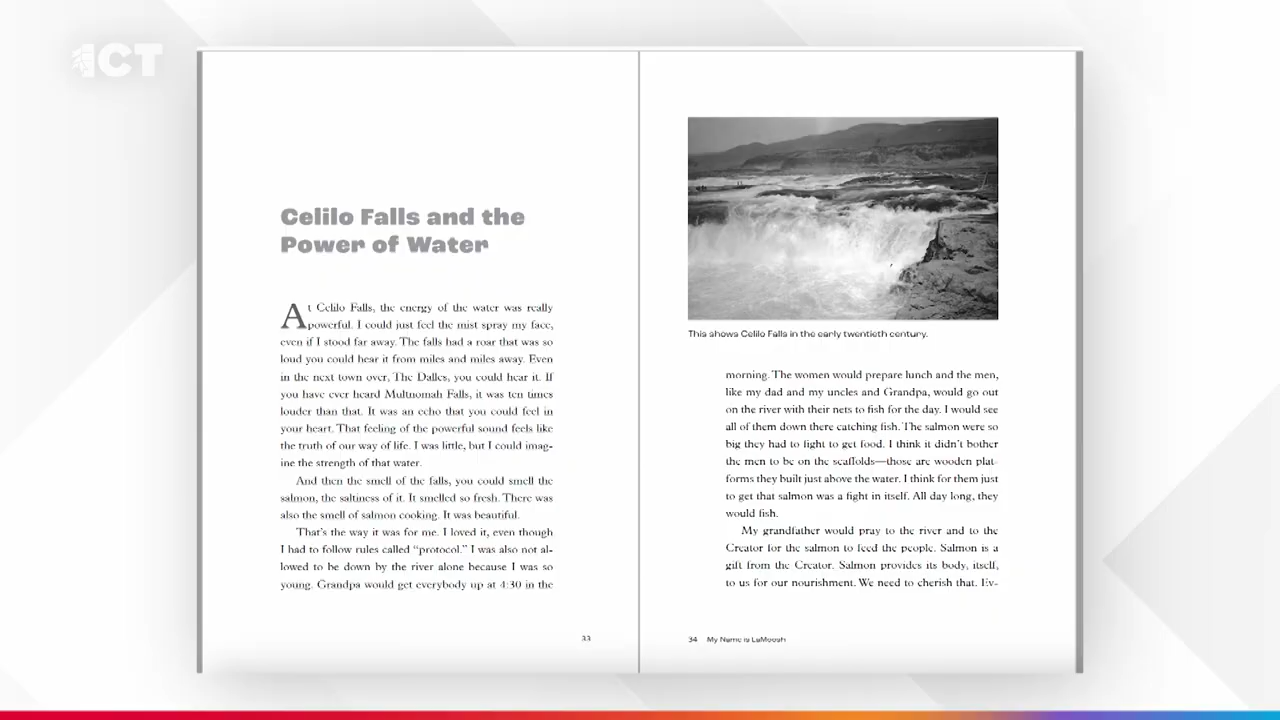 ICT
Celilo Falls and the
Power of Water
At Celilo Falls, the energy of the water was really
powerful. I could just feel the mist spray my face,
even if I stood far away. The falls had a roar that was so
loud you could hear it from miles and miles away. Even
in the next town over, The Dalles, you could hear it. If
you have ever heard Multnomah Falls, it was ten times
louder than that. It was an echo that you could feel in
your heart. That feeling of the powerful sound feels like
the truth of our way of life. I was little, but I could imag-
ine the strength of that water.
And then the smell of the falls, you could smell the
salmon, the saltiness of it. It smelled so fresh. There was
also the smell of salmon cooking. It was beautiful.
That's the way it was for me. I loved it, even though
I had to follow rules called “protocol.” I was also not al-
lowed to be down by the river alone because I was so
young. Grandpa would get everybody up at 4:30 in the
33
This shows Celilo Falls in the early twentieth century.
morning. The women would prepare lunch and the men,
like my dad and my uncles and Grandpa, would go out
on the river with their nets to fish for the day. I would see
all of them down there catching fish. The salmon were so
big they had to fight to get food. I think it didn't bother
the men to be on the scaffolds—those are wooden plat-
forms they built just above the water. I think for them just
to get that salmon was a fight in itself. All day long, they
would fish.
My grandfather would pray to the river and to the
Creator for the salmon to feed the people. Salmon is a
gift from the Creator. Salmon provides its body, itself,
to us for our nourishment. We need to cherish that. Ev-
34 My Name is LaMoosh